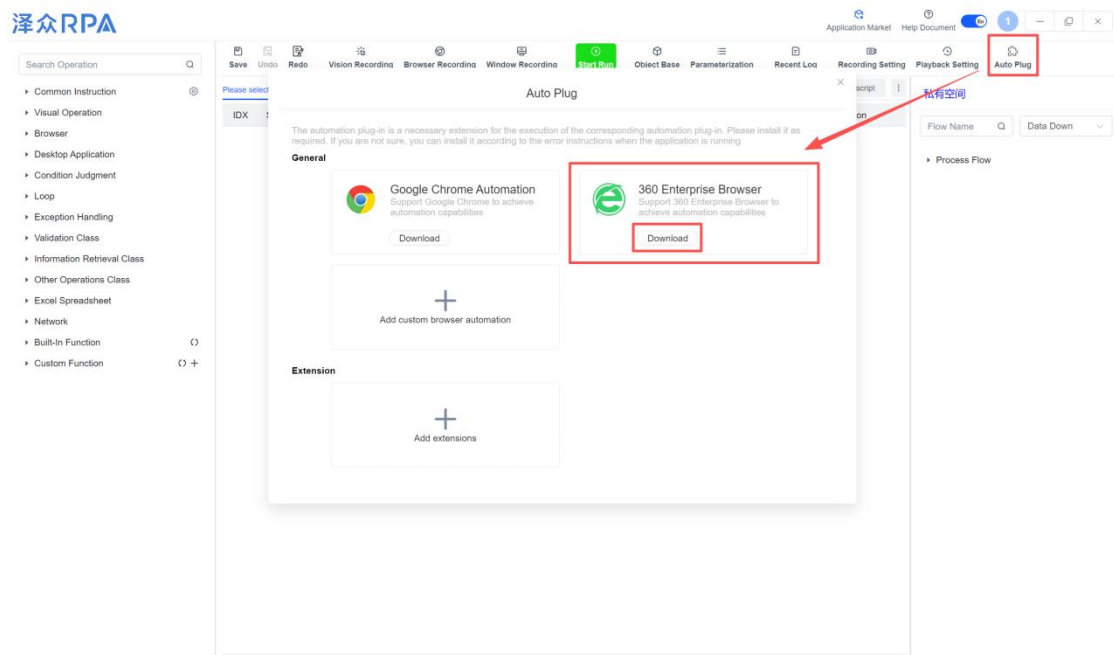 泽众RPA
Application Market
Help Document
En
1
Search Operation
Save
Undo
Redo
Vision Recording
Browser Recording
Window Recording
Start Run
Object Base
Parameterization
Recent Log
Recording Setting
Playback Setting
Auto Plug
Common Instruction
Visual Operation
Browser
Desktop Application
Condition Judgment
Loop
Exception Handling
Validation Class
Information Retrieval Class
Other Operations Class
Excel Spreadsheet
Network
Built-In Function
Custom Function
Please select
script
IDX
on
Auto Plug
The automation plug-in is a necessary extension for the execution of the corresponding automation plug-in. Please install it as
required. If you are not sure, you can install it according to the error instructions when the application is running
General
Google Chrome Automation
Support Google Chrome to achieve
automation capabilities
Download
360 Enterprise Browser
Support 360 Enterprise Browser to
achieve automation capabilities
Download
Add custom browser automation
Extension
Add extensions
私有空间
Flow Name
Data Down
Process Flow